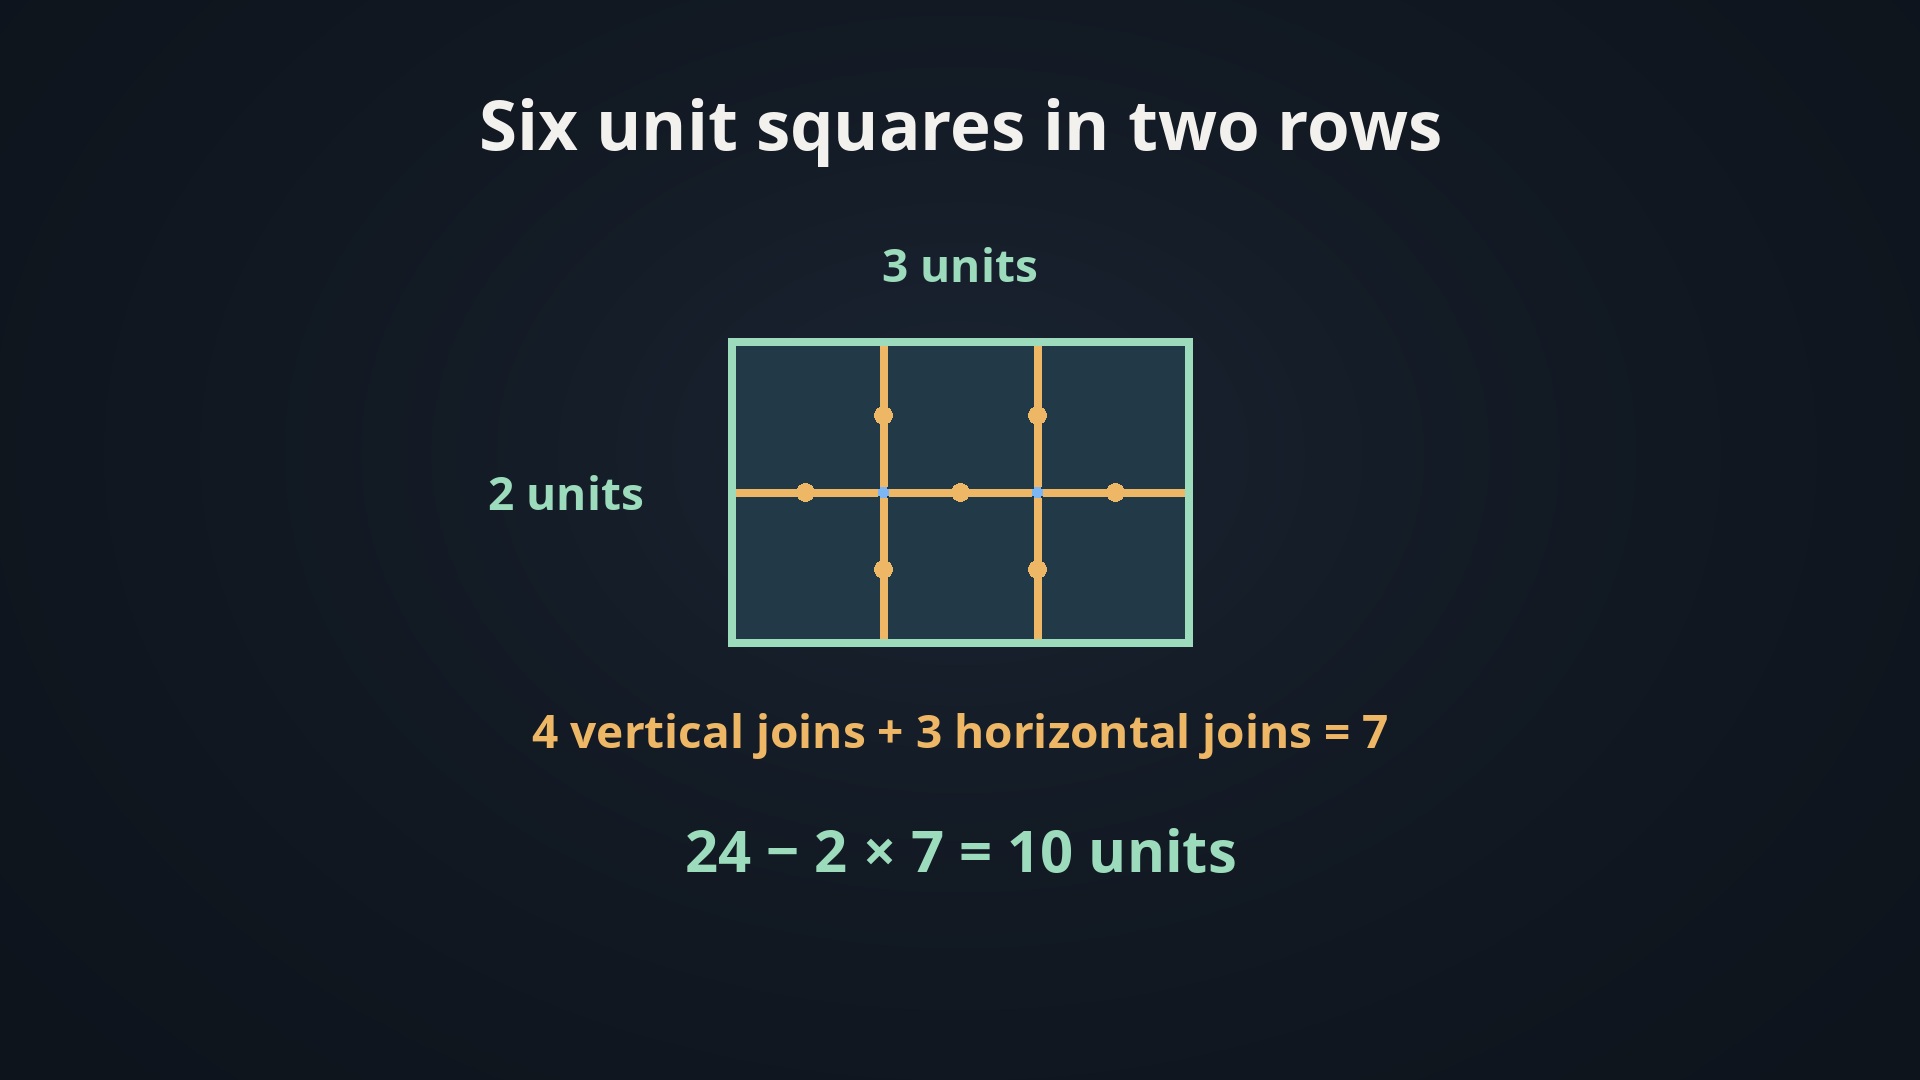 Six unit squares in two rows
3 units
2 units
4 vertical joins + 3 horizontal joins = 7
24 − 2 × 7 = 10 units